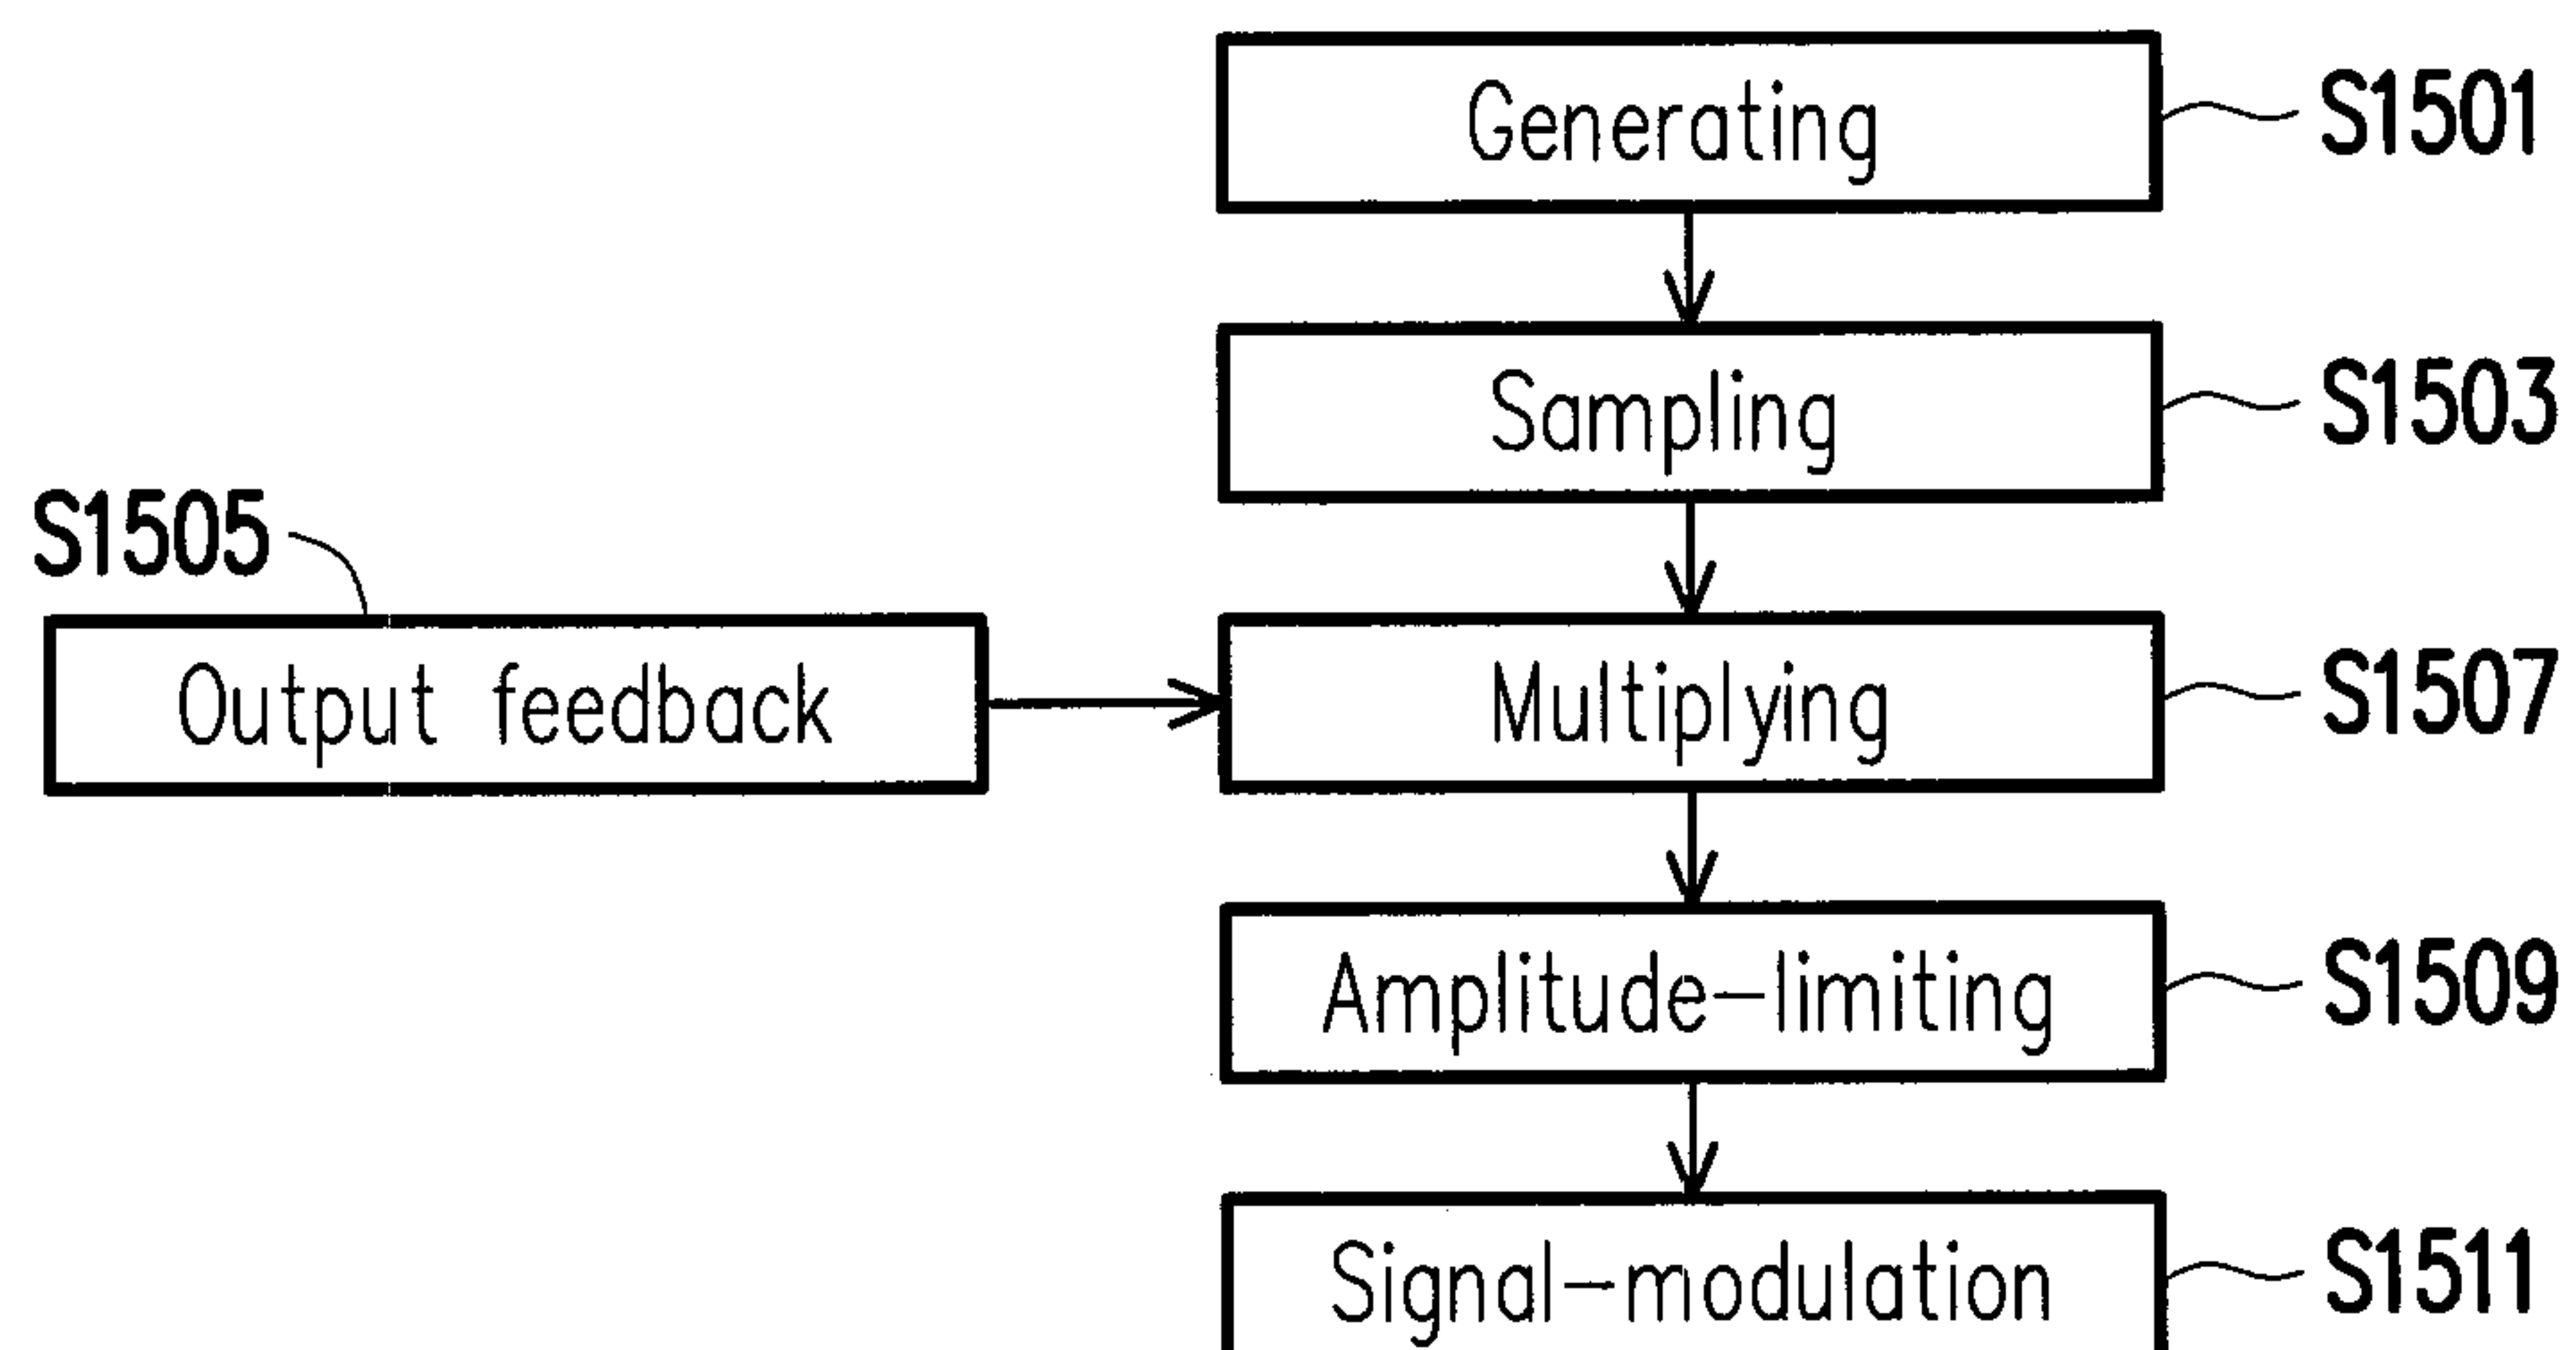 Generating
S1501
Sampling
S1503
S1505
Output feedback
Multiplying
S1507
Amplitude-limiting
S1509
Signal-modulation
S1511